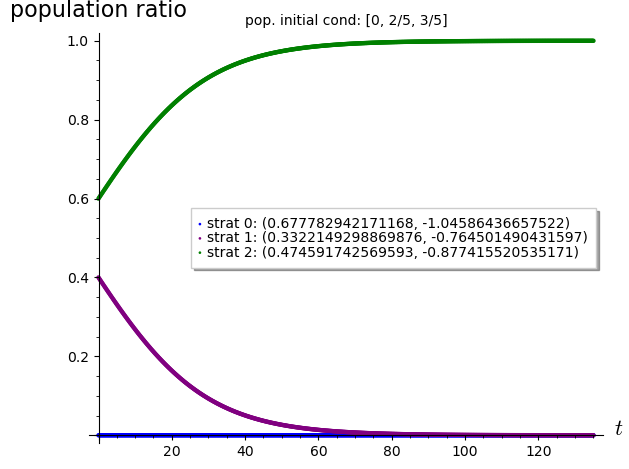 population ratio
pop. initial cond: [0, 2/5, 3/5]
1.0
0.8
0.6
strat 0: (0.677782942171168, -1.04586436657522)
strat 1: (0.3322149298869876, -0.764501490431597)
strat 2: (0.474591742569593, -0.877415520535171)
0.4
0.2
t
20 40 60 80 100 120